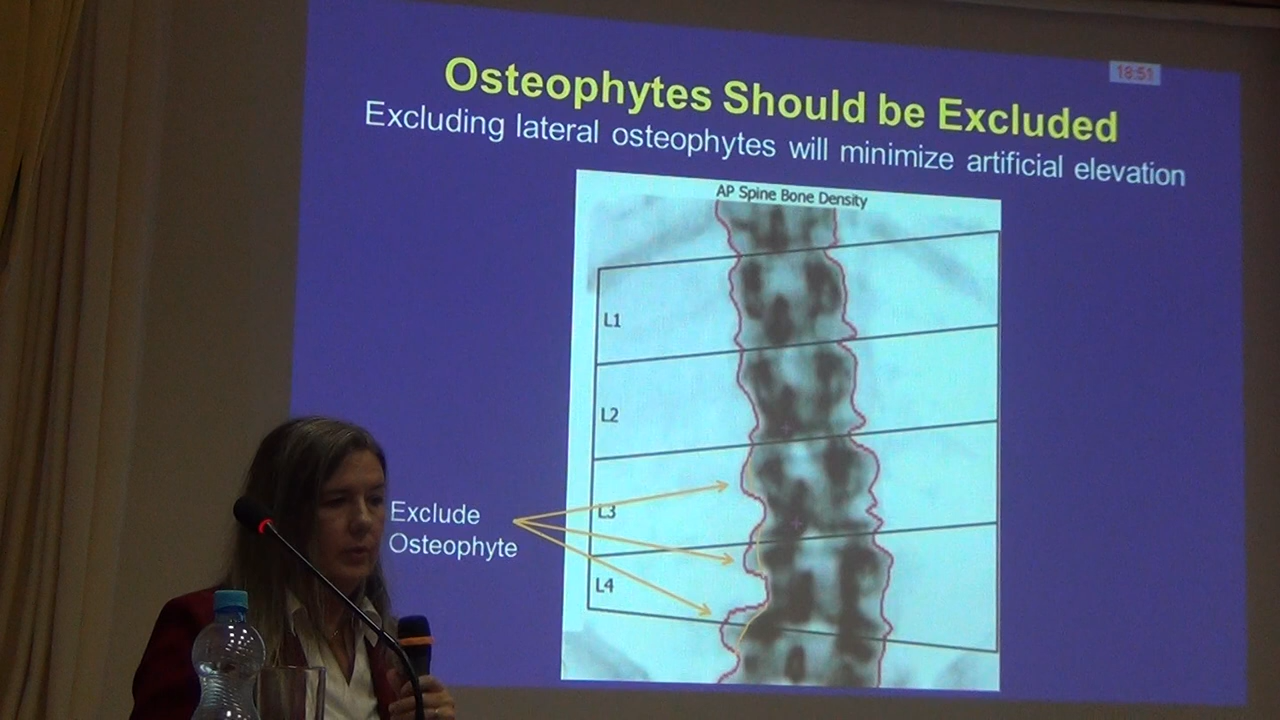 18:51
Osteophytes Should be Excluded
Excluding lateral osteophytes will minimize artificial elevation
AP Spine Bone Density
L1
L2
L3
L4
Exclude
Osteophyte